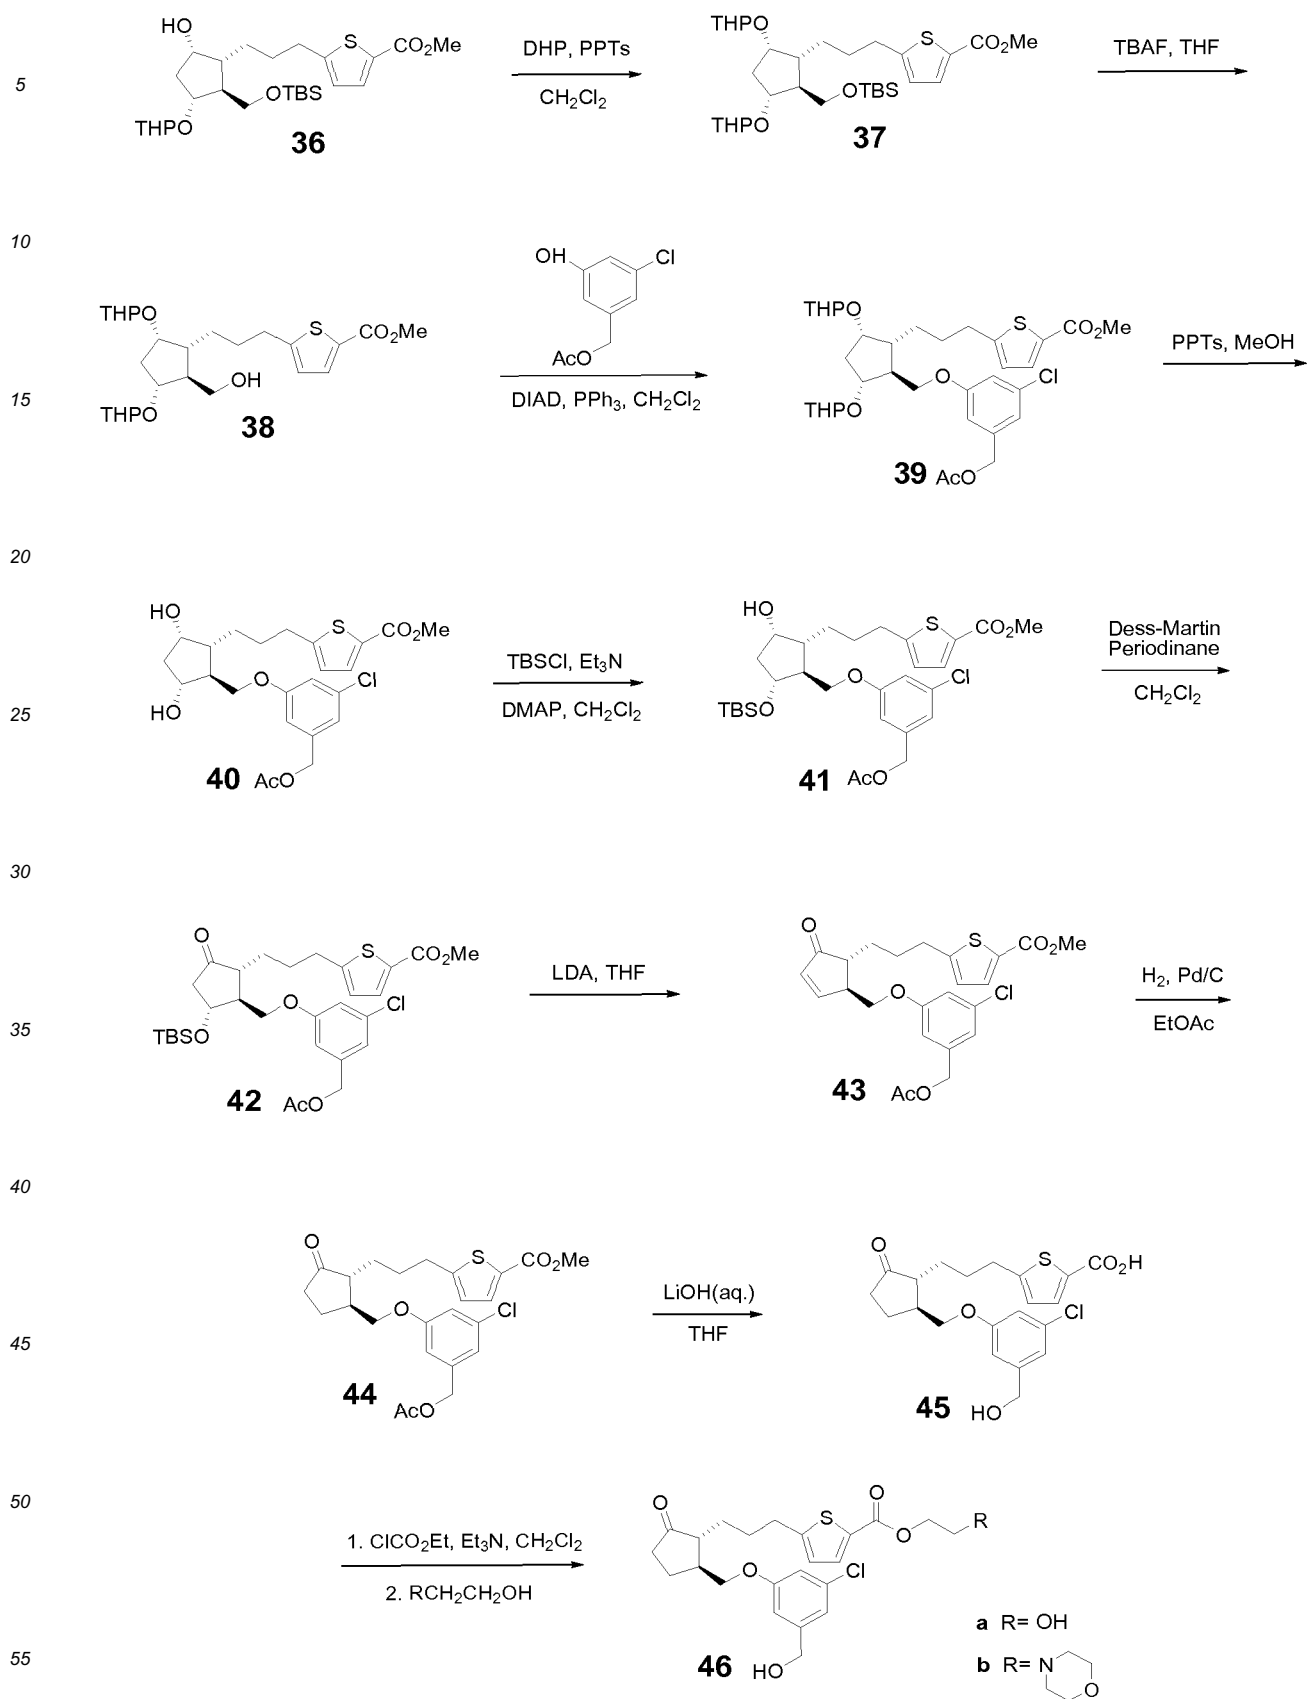 HO
S
CO2Me
OTBS
THPO
36
DHP, PPTs
CH2Cl2
THPO
S
CO2Me
OTBS
THPO
37
TBAF, THF
5
10
THPO
S
CO2Me
OH
THPO
38
OH
Cl
AcO
DIAD, PPh3, CH2Cl2
THPO
S
CO2Me
O
Cl
THPO
39
AcO
PPTs, MeOH
15
20
HO
S
CO2Me
O
Cl
HO
40
AcO
TBSCl, Et3N
DMAP, CH2Cl2
HO
S
CO2Me
O
Cl
TBSO
41
AcO
Dess-Martin
Periodinane
CH2Cl2
25
30
O
S
CO2Me
O
Cl
TBSO
42
AcO
LDA, THF
O
S
CO2Me
O
Cl
43
AcO
H2, Pd/C
EtOAc
35
40
O
S
CO2Me
O
Cl
44
AcO
LiOH(aq.)
THF
O
S
CO2H
O
Cl
45
HO
45
50
1. ClCO2Et, Et3N, CH2Cl2
2. RCH2CH2OH
O
S
O
O
R
O
Cl
46
HO
a R= OH
b R= N
O
55